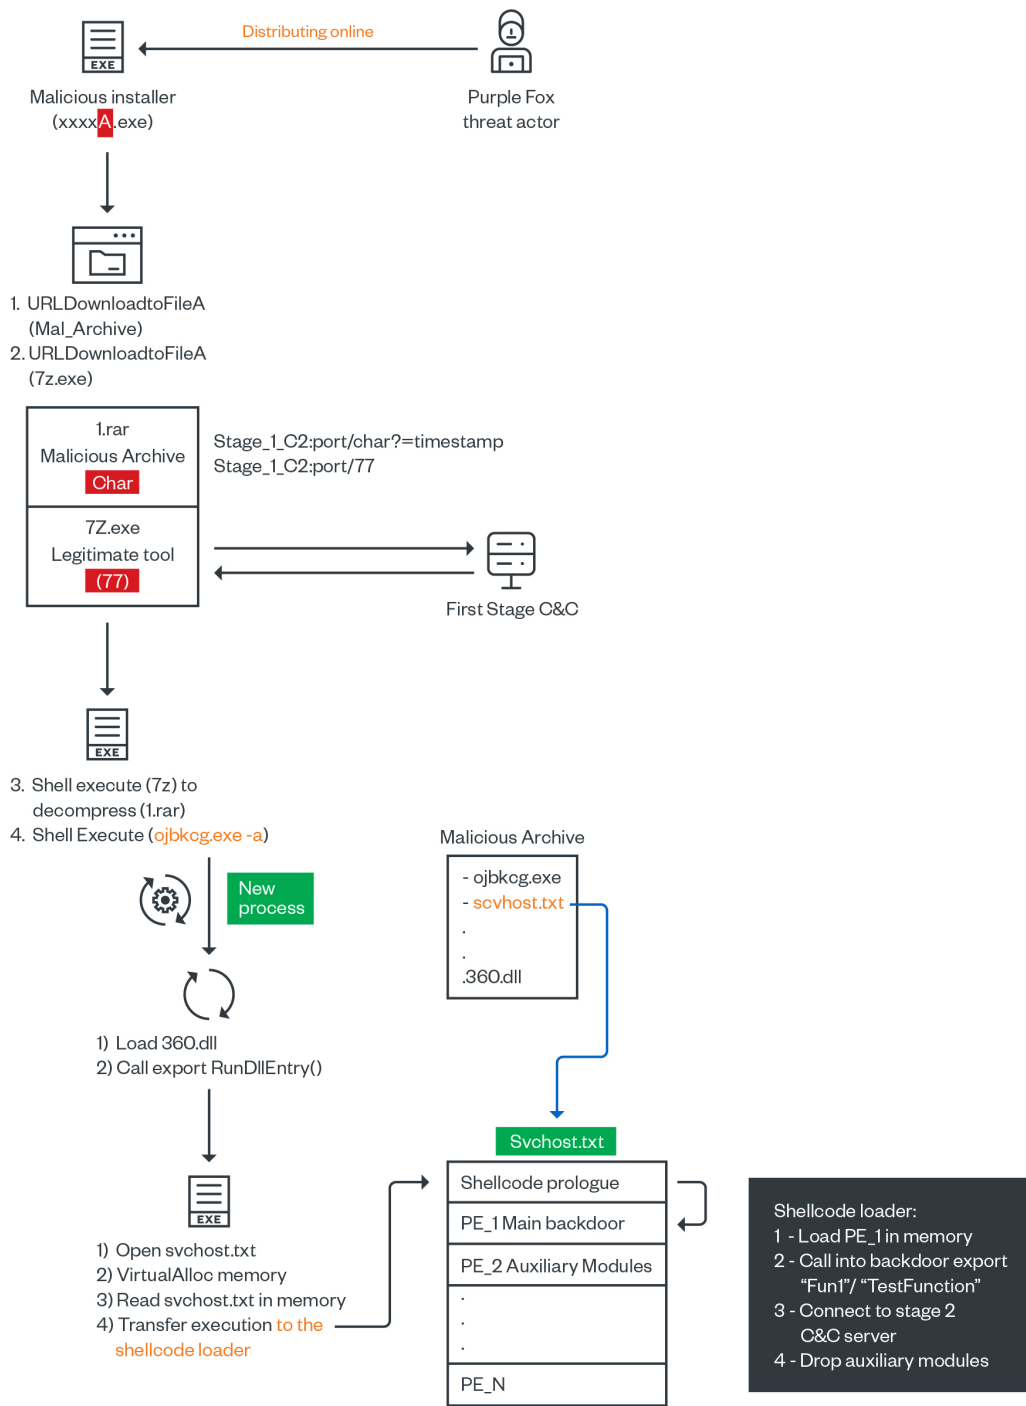 Distributing online
EXE
Malicious installer
(xxxxA.exe)
Purple Fox
threat actor
1. URLDownloadtoFileA
(Mal_Archive)
2. URLDownloadtoFileA
(7z.exe)
1.rar
Malicious Archive
Char
Stage_1_C2:port/char?=timestamp
Stage_1_C2:port/77
7Z.exe
Legitimate tool
(77)
First Stage C&C
EXE
3. Shell execute (7z) to
decompress (1.rar)
4. Shell Execute (ojbkcg.exe -a)
New
process
Malicious Archive
- ojbkcg.exe
- scvhost.txt
.
.
.360.dll
1) Load 360.dll
2) Call export RunDllEntry()
EXE
1) Open svchost.txt
2) VirtualAlloc memory
3) Read svchost.txt in memory
4) Transfer execution to the
shellcode loader
Svchost.txt
Shellcode prologue
PE_1 Main backdoor
PE_2 Auxiliary Modules
.
.
.
PE_N
Shellcode loader:
1 - Load PE_1 in memory
2 - Call into backdoor export
“Fun1”/ “TestFunction”
3 - Connect to stage 2
C&C server
4 - Drop auxiliary modules